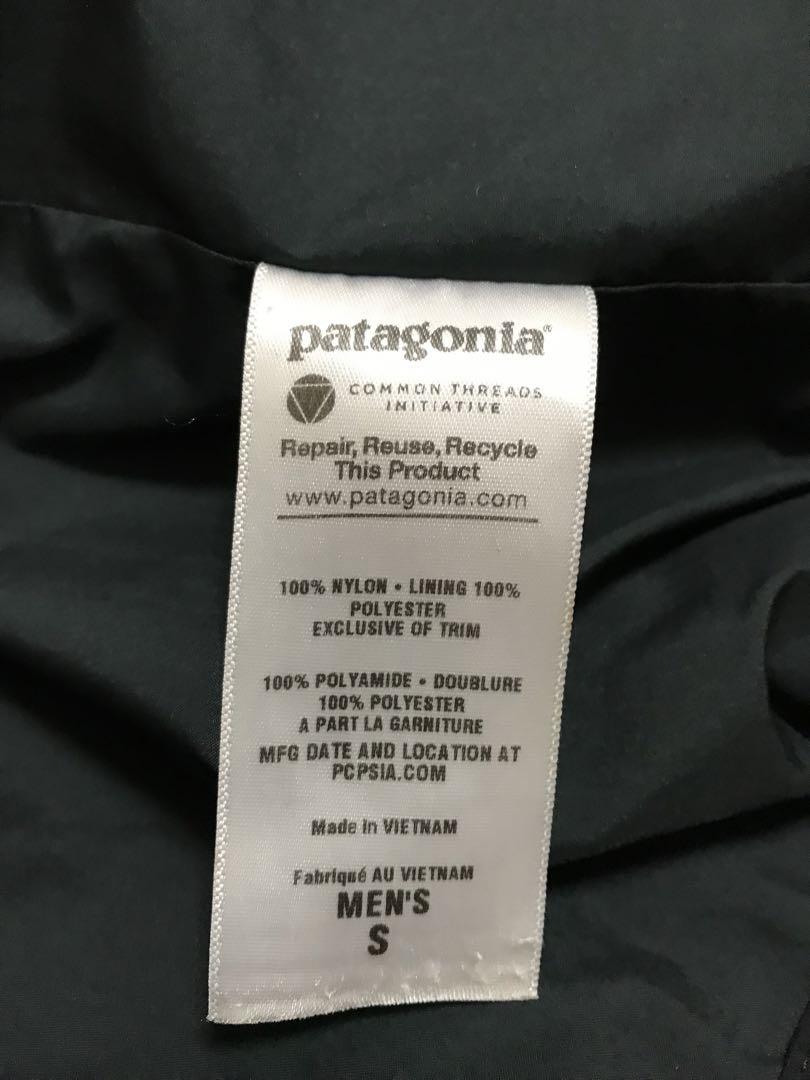 patagonia®
COMMON THREADS
INITIATIVE
Repair, Reuse, Recycle
This Product
www.patagonia.com
100% NYLON • LINING 100%
POLYESTER
EXCLUSIVE OF TRIM
100% POLYAMIDE • DOUBLURE
100% POLYESTER
A PART LA GARNITURE
MFG DATE AND LOCATION AT
PCPSIA.COM
Made in VIETNAM
Fabriqué AU VIETNAM
MEN'S
S